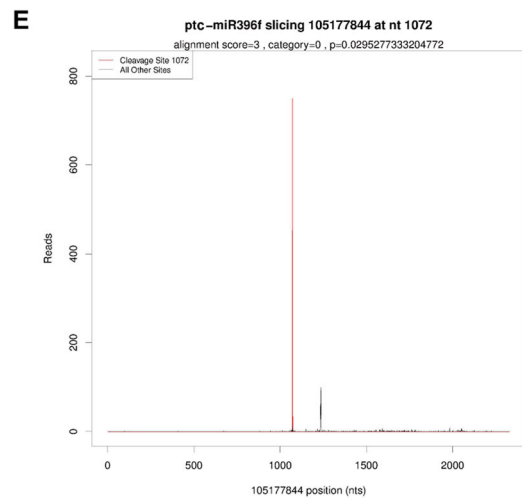 E
ptc−miR396f slicing 105177844 at nt 1072
alignment score=3 , category=0 , p=0.0295277333204772
Cleavage Site 1072
All Other Sites
800
600
400
200
0
Reads
0 500 1000 1500 2000
105177844 position (nts)